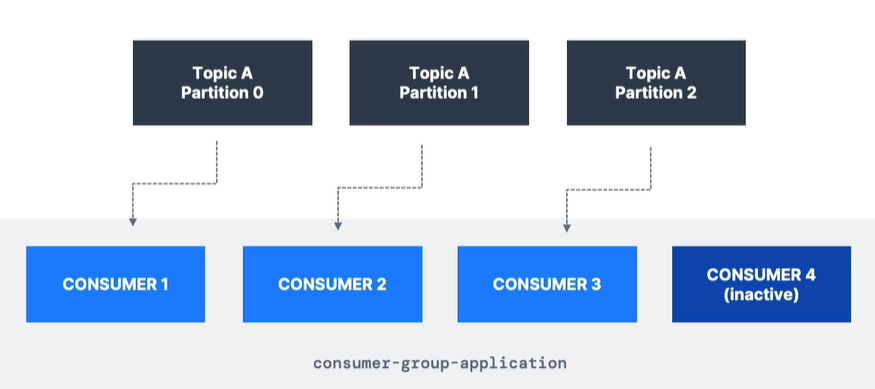 Topic A
Partition 0
Topic A
Partition 1
Topic A
Partition 2
CONSUMER 1
CONSUMER 2
CONSUMER 3
CONSUMER 4
(inactive)
consumer-group-application